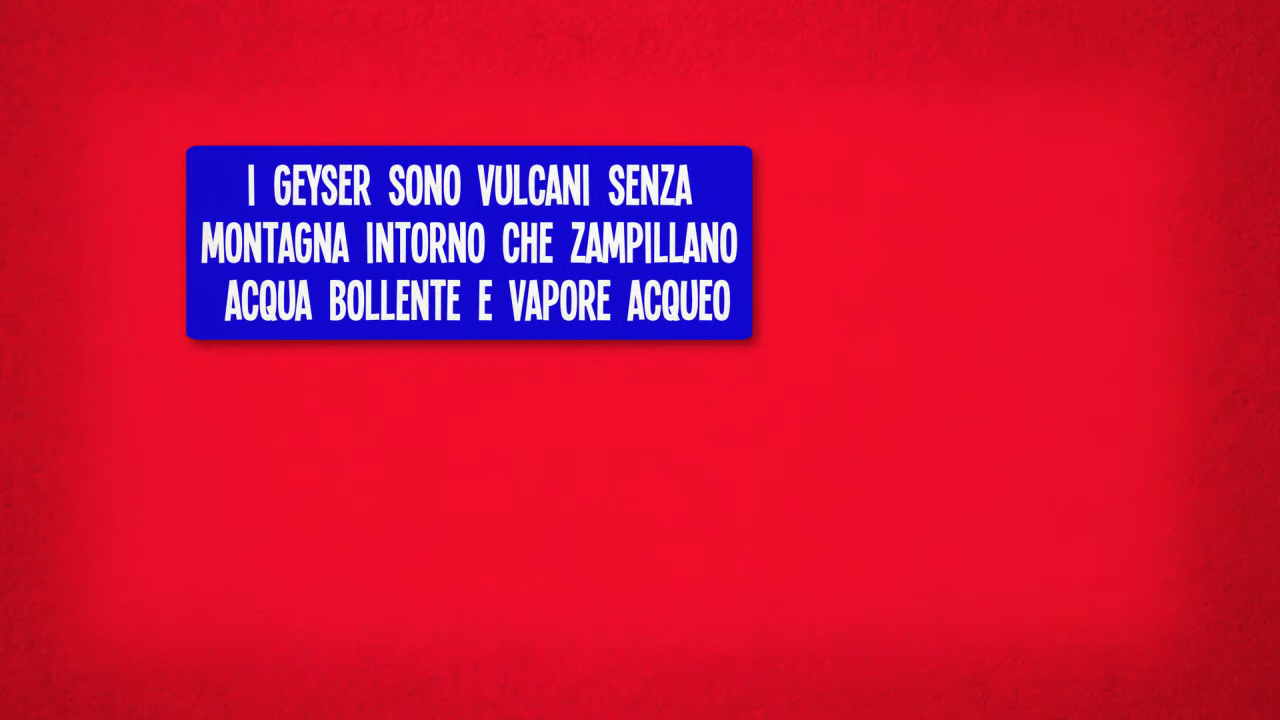 I GEYSER SONO VULCANI SENZA
MONTAGNA INTORNO CHE ZAMPILLANO
ACQUA BOLLENTE E VAPORE ACQUEO